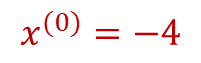 x⁽⁰⁾ = −4